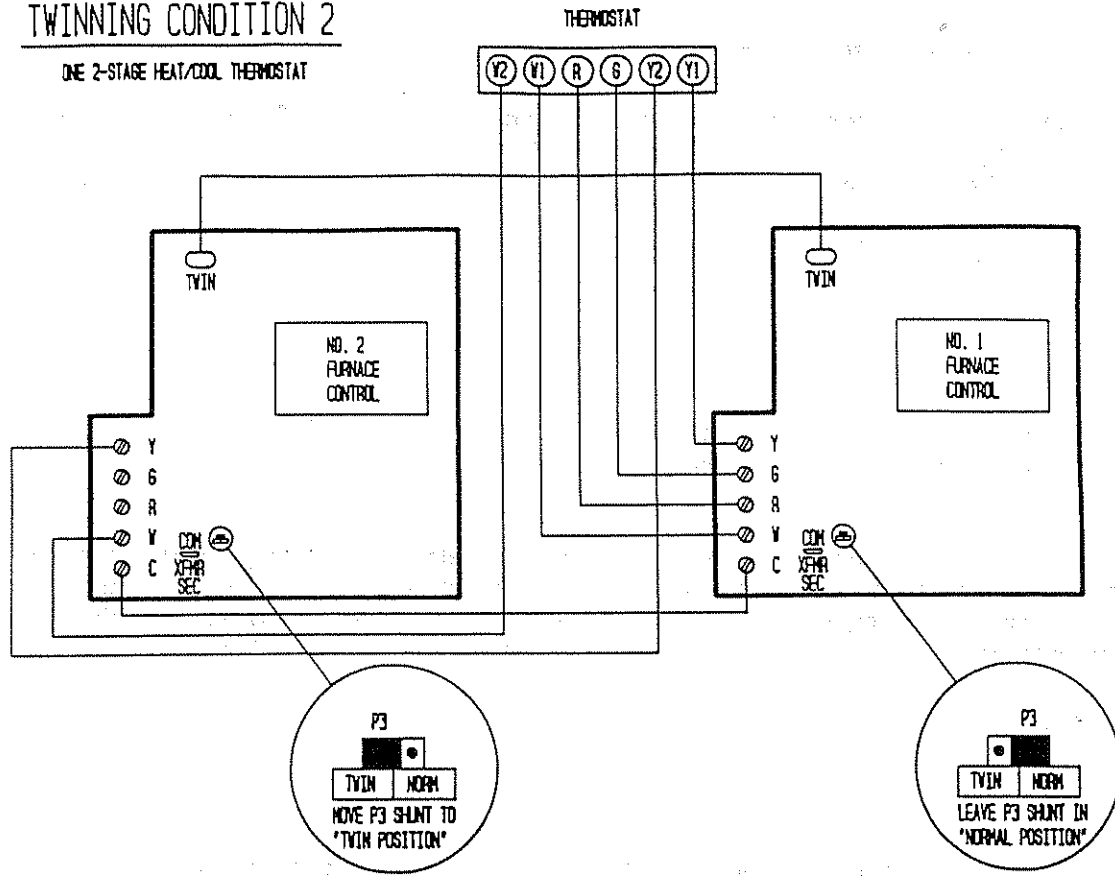 TWINNING CONDITION 2
ONE 2-STAGE HEAT/COOL THERMOSTAT
THERMOSTAT
W2 W1 R G Y2 Y1
TWIN
NO. 2
FURNACE
CONTROL
Y
G
R
W
C
COM
XFMR
SEC
TWIN
NO. 1
FURNACE
CONTROL
Y
G
R
W
C
COM
XFMR
SEC
P3
TWIN NORM
MOVE P3 SHUNT TO
"TWIN POSITION"
P3
TWIN NORM
LEAVE P3 SHUNT IN
"NORMAL POSITION"